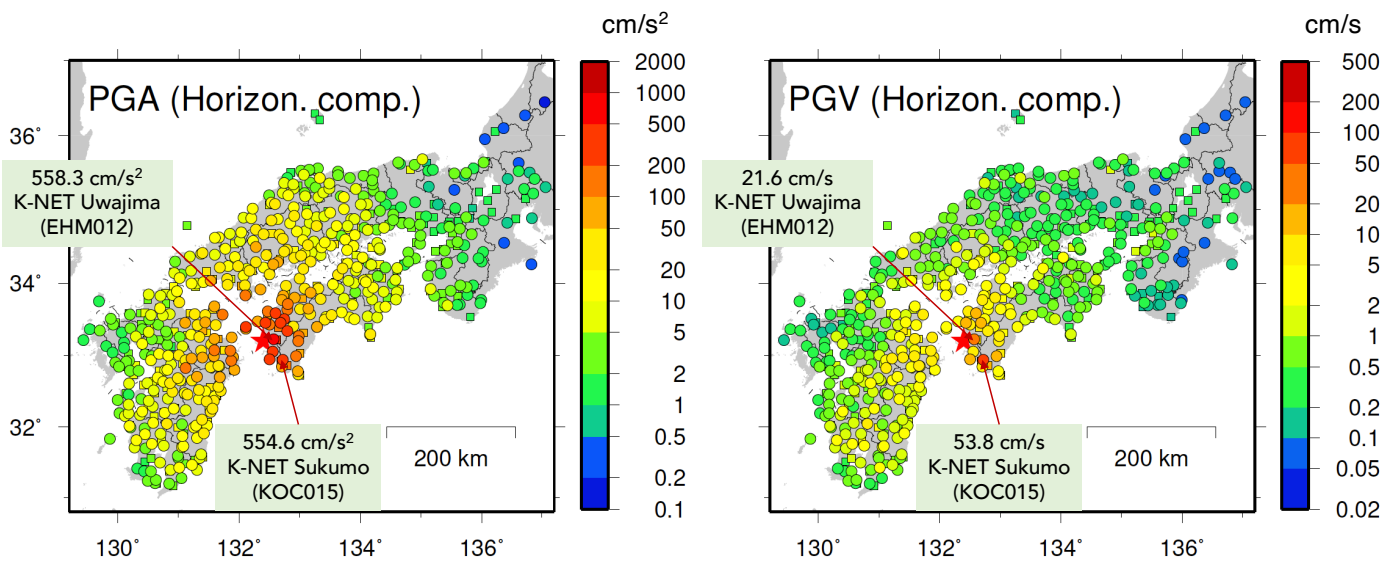 cm/s²
PGA (Horizon. comp.)
36˚
34˚
32˚
130˚
132˚
134˚
136˚
558.3 cm/s²
K-NET Uwajima
(EHM012)
554.6 cm/s²
K-NET Sukumo
(KOC015)
200 km
2000
1000
500
200
100
50
20
10
5
2
1
0.5
0.2
0.1
cm/s
PGV (Horizon. comp.)
21.6 cm/s
K-NET Uwajima
(EHM012)
53.8 cm/s
K-NET Sukumo
(KOC015)
200 km
130˚
132˚
134˚
136˚
500
200
100
50
20
10
5
2
1
0.5
0.2
0.1
0.05
0.02